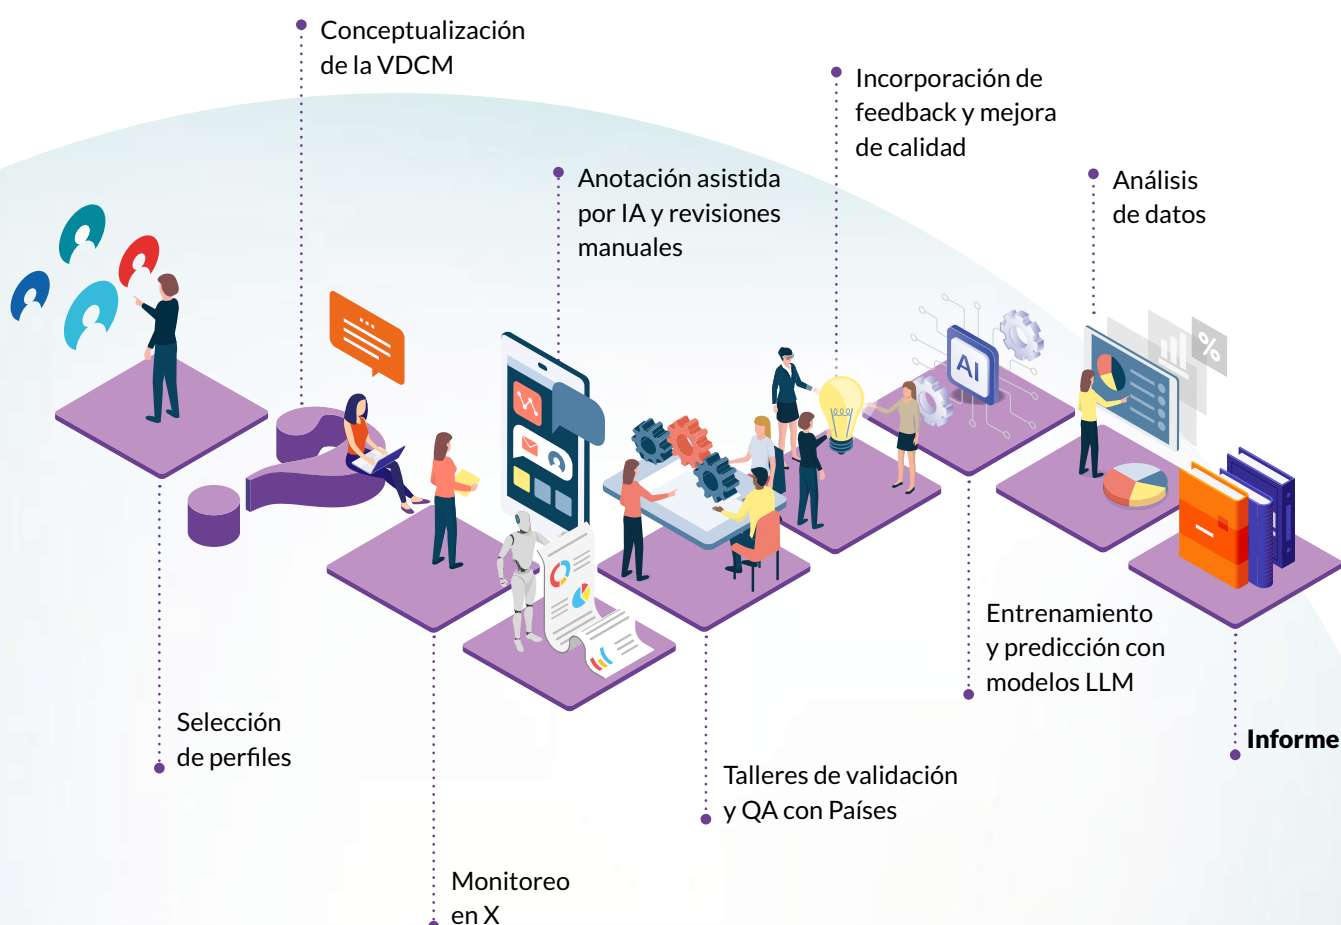 Conceptualización
de la VDCM
Incorporación de
feedback y mejora
de calidad
Anotación asistida
por IA y revisiones
manuales
Análisis
de datos
%
AI
Entrenamiento
y predicción con
modelos LLM
Selección
de perfiles
Informe
Talleres de validación
y QA con Países
Monitoreo
en X